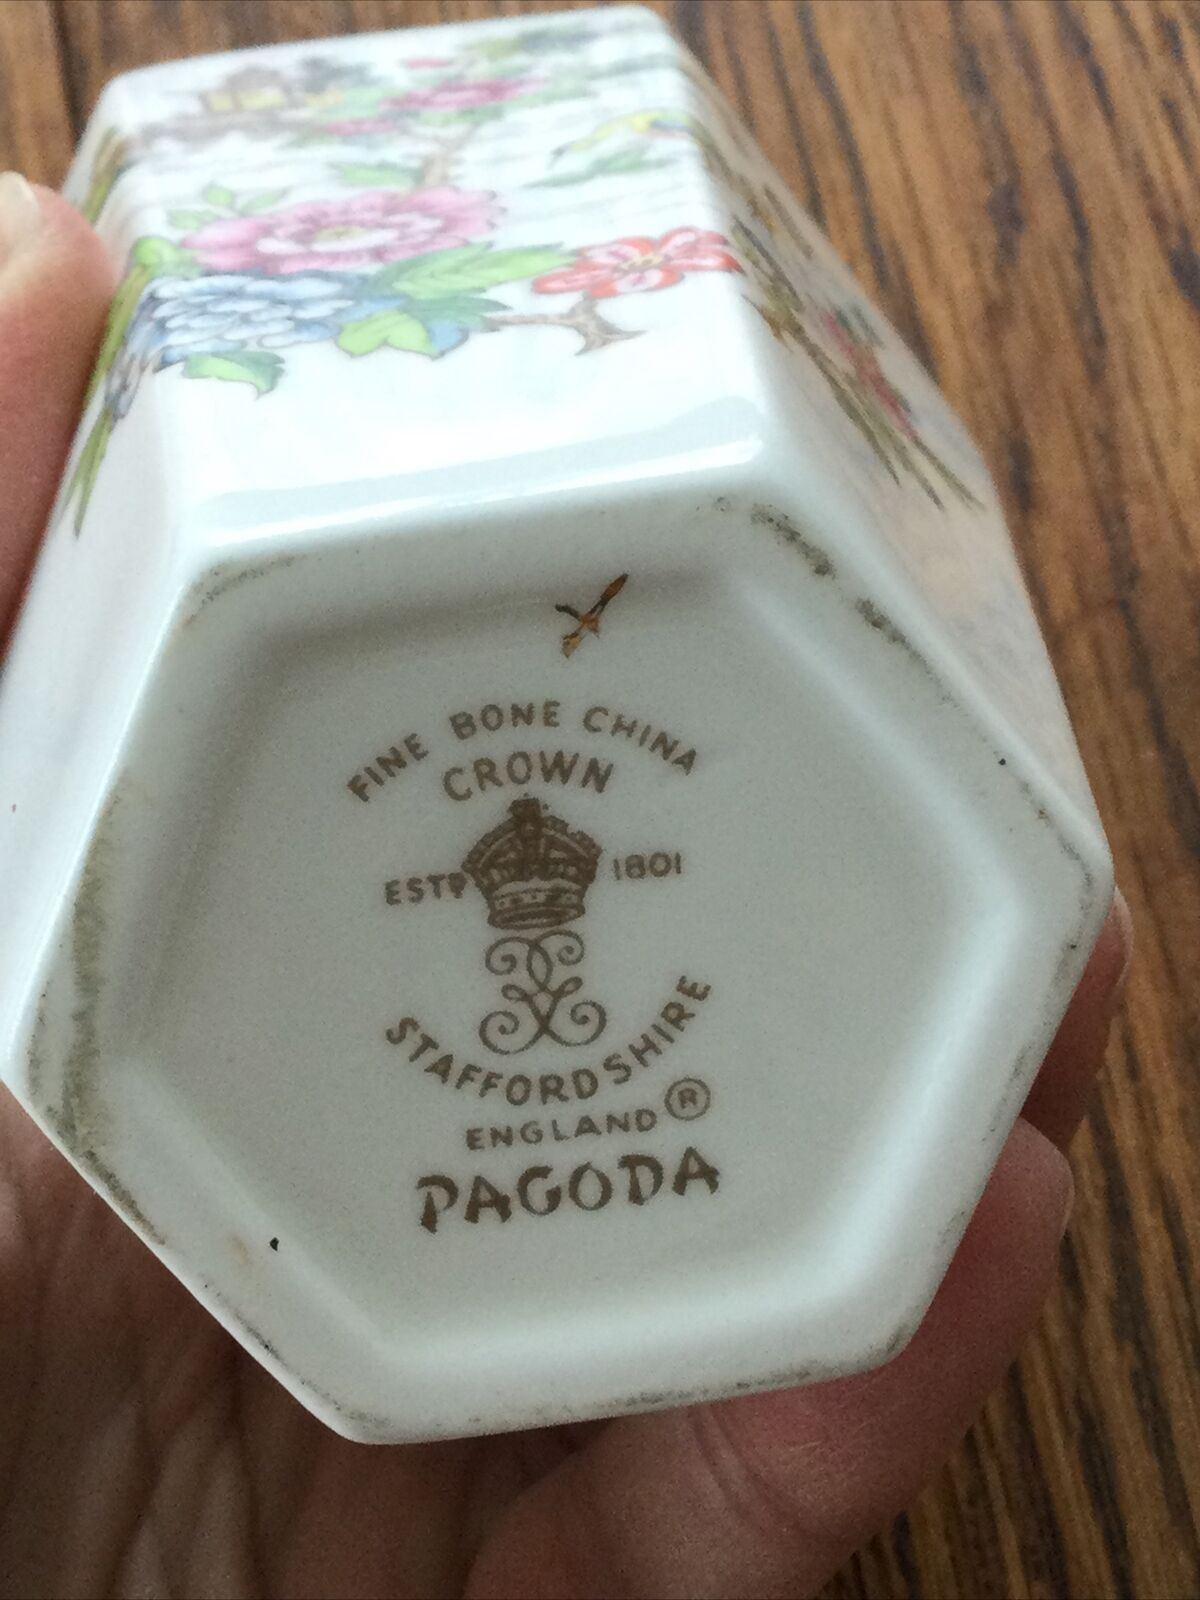 FINE BONE CHINA
CROWN
ESTD 1801
STAFFORDSHIRE
ENGLAND ®
PAGODA